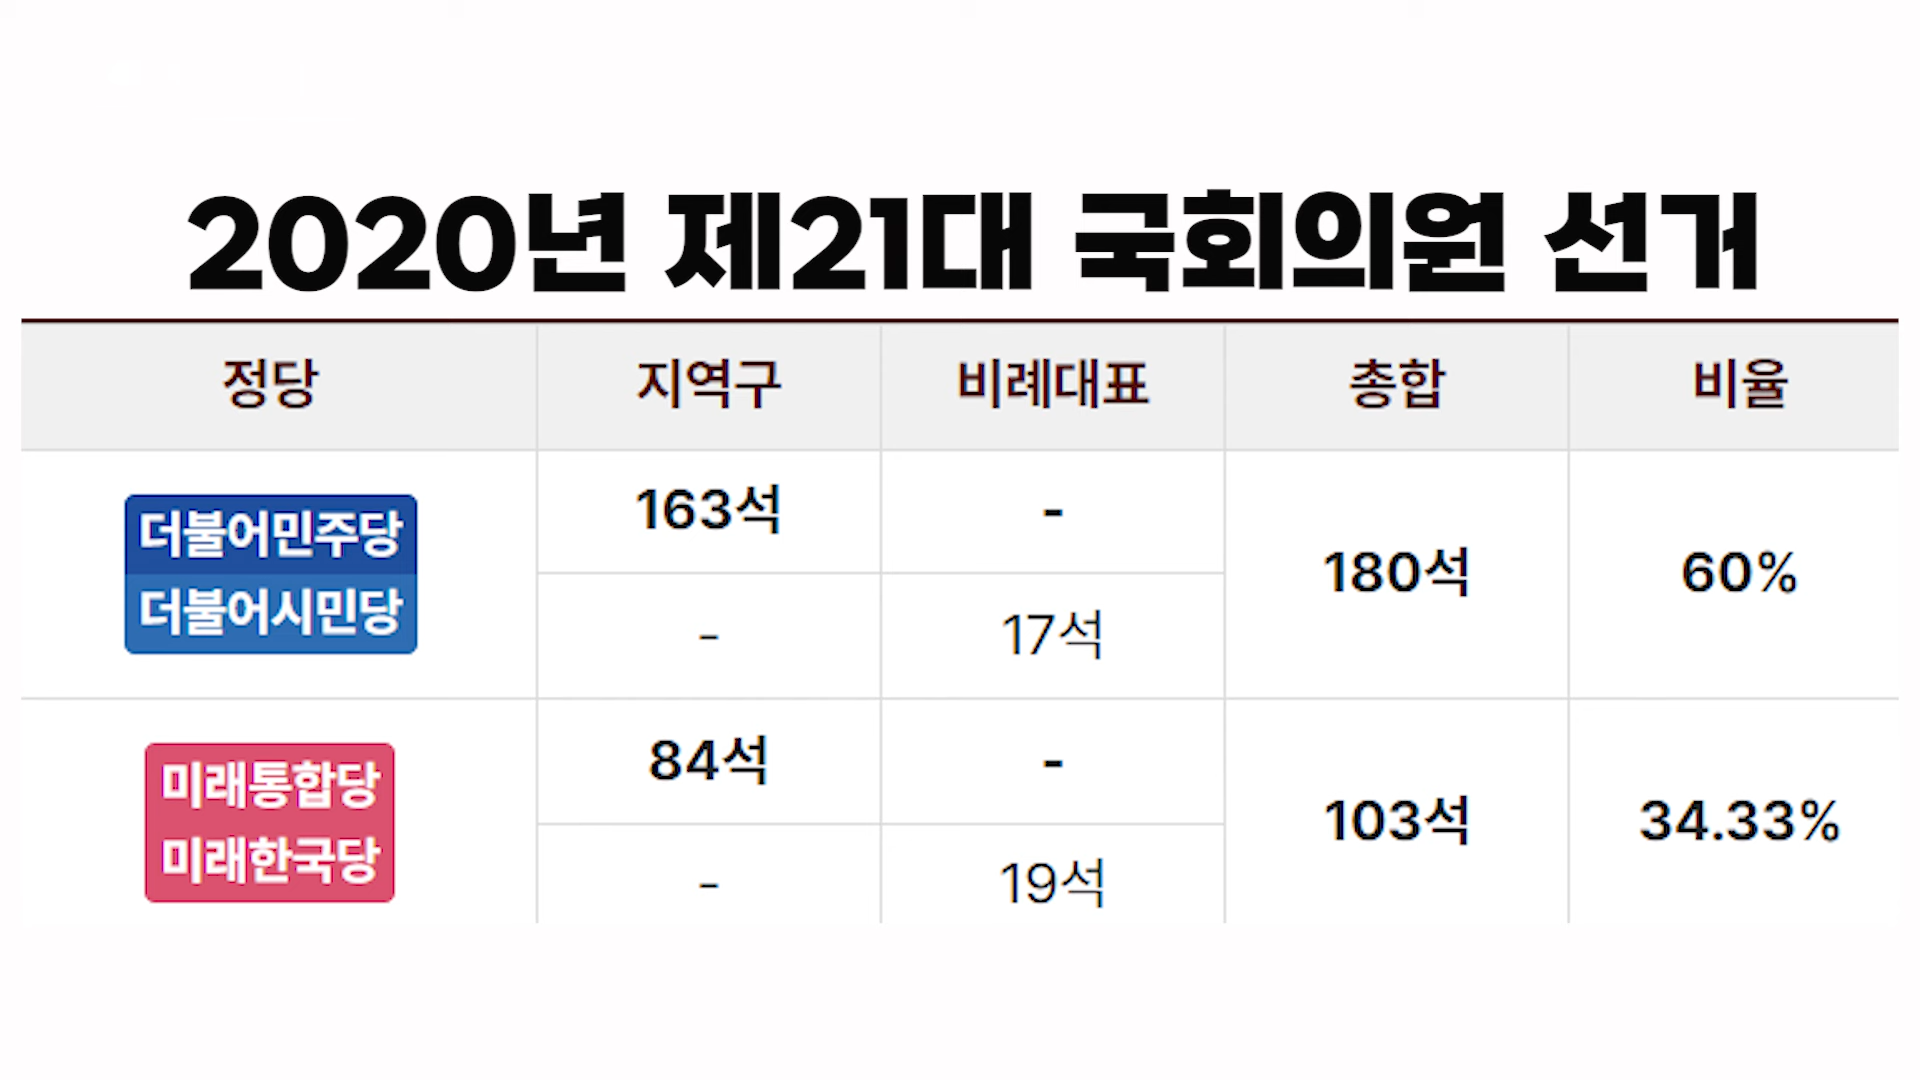 2020년 제21대 국회의원 선거
정당 지역구 비례대표 총합 비율
더불어민주당 163석 -
더불어시민당 - 17석
180석 60%
미래통합당 84석 -
미래한국당 - 19석
103석 34.33%